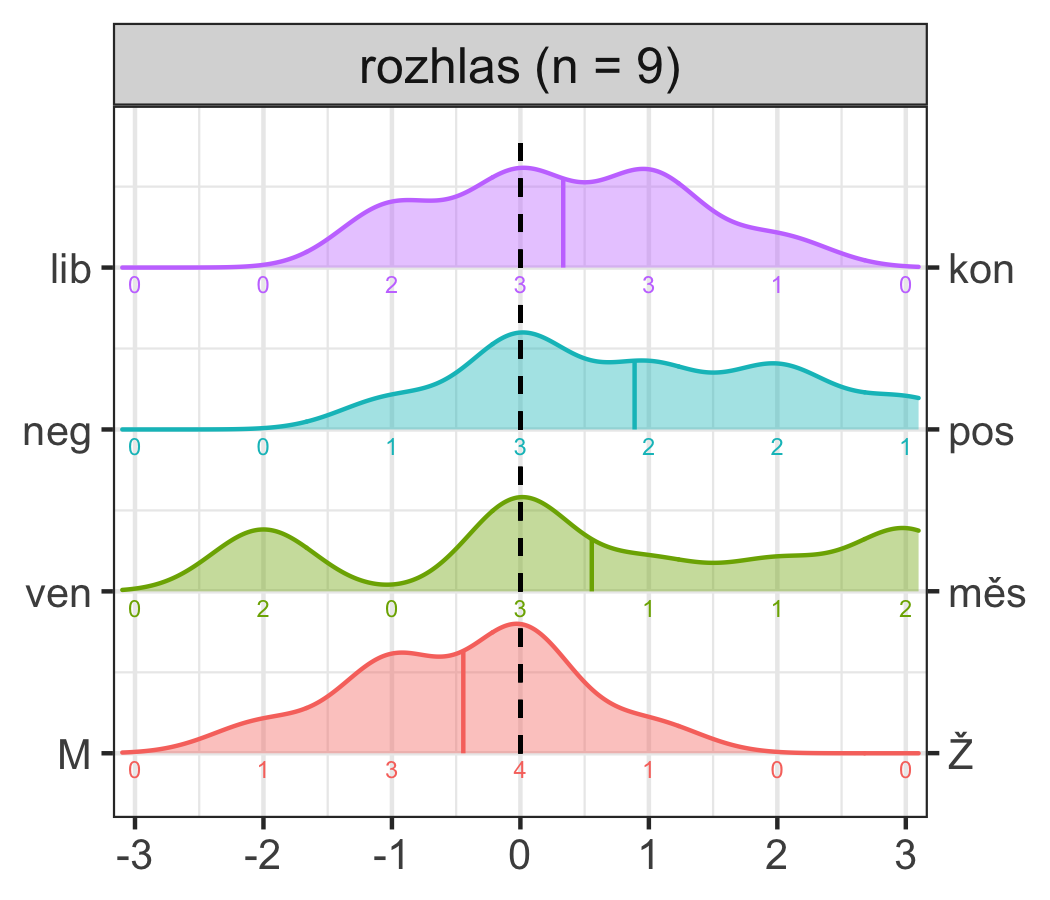 rozhlas (n = 9)
lib kon
0 0 2 3 3 1 0
neg pos
0 0 1 3 2 2 1
ven měs
0 2 0 3 1 1 2
M Ž
0 1 3 4 1 0 0
-3 -2 -1 0 1 2 3